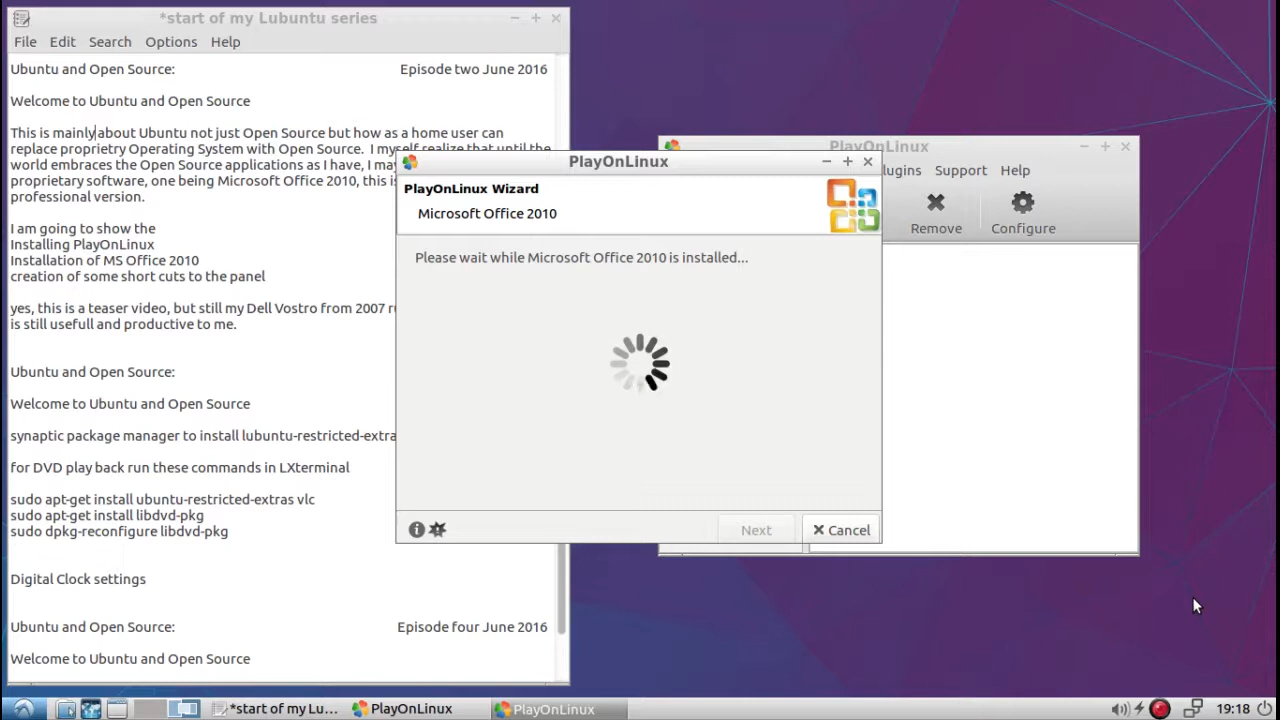 *start of my Lubuntu series
File Edit Search Options Help
Ubuntu and Open Source: Episode two June 2016
Welcome to Ubuntu and Open Source
This is mainly about Ubuntu not just Open Source but how as a home user can
replace proprietry Operating System with Open Source. I myself realize that until the
world embraces the Open Source applications as I have, I may
proprietary software, one being Microsoft Office 2010, this is
professional version.
I am going to show the
Installing PlayOnLinux
Installation of MS Office 2010
creation of some short cuts to the panel
yes, this is a teaser video, but still my Dell Vostro from 2007 ru
is still usefull and productive to me.
Ubuntu and Open Source:
Welcome to Ubuntu and Open Source
synaptic package manager to install lubuntu-restricted-extra
for DVD play back run these commands in LXterminal
sudo apt-get install ubuntu-restricted-extras vlc
sudo apt-get install libdvd-pkg
sudo dpkg-reconfigure libdvd-pkg
Digital Clock settings
Ubuntu and Open Source: Episode four June 2016
Welcome to Ubuntu and Open Source
PlayOnLinux
PlayOnLinux Wizard
Microsoft Office 2010
Please wait while Microsoft Office 2010 is installed...
Next Cancel
PlayOnLinux
lugins Support Help
Remove Configure
*start of my Lu... PlayOnLinux PlayOnLinux 19:18